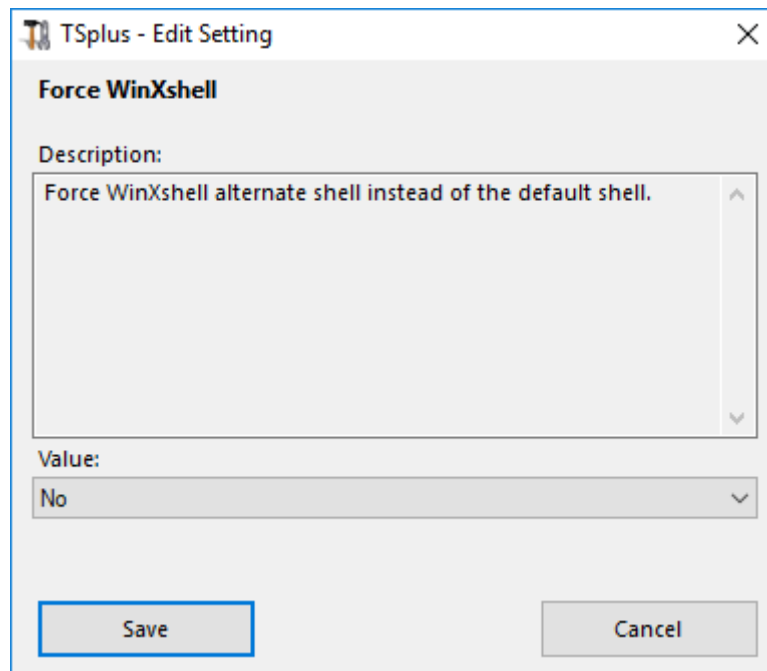 TSplus - Edit Setting
Force WinXshell
Description:
Force WinXshell alternate shell instead of the default shell.
Value:
No
Save Cancel